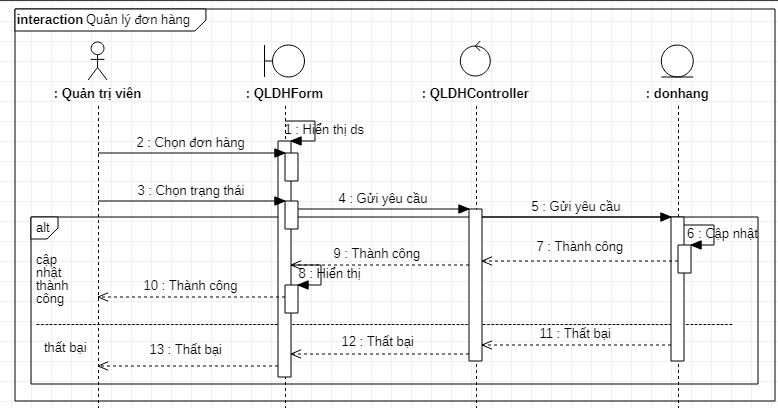 interaction Quản lý đơn hàng
: Quản trị viên
: QLDHForm
: QLDHController
: donhang
1 : Hiển thị ds
2 : Chọn đơn hàng
3 : Chọn trạng thái
4 : Gửi yêu cầu
5 : Gửi yêu cầu
alt
6 : Cập nhật
7 : Thành công
9 : Thành công
8 : Hiển thị
10 : Thành công
cập
nhật
thành
công
11 : Thất bại
12 : Thất bại
13 : Thất bại
thất bại